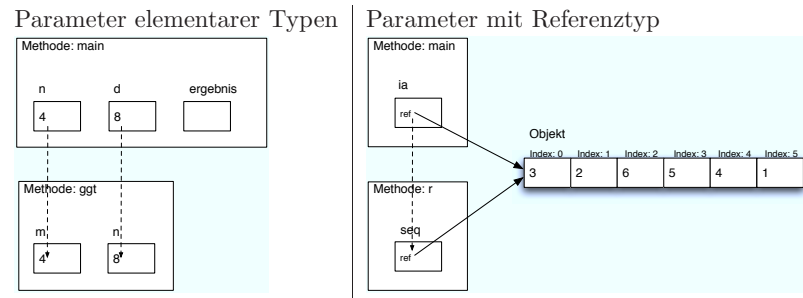 Parameter elementarer Typen
Methode: main
n d ergebnis
4 8
Methode: ggt
m n
4 8
Parameter mit Referenztyp
Methode: main
ia
ref
Objekt
Index: 0 Index: 1 Index: 2 Index: 3 Index: 4 Index: 5
3 2 6 5 4 1
Methode: r
seq
ref